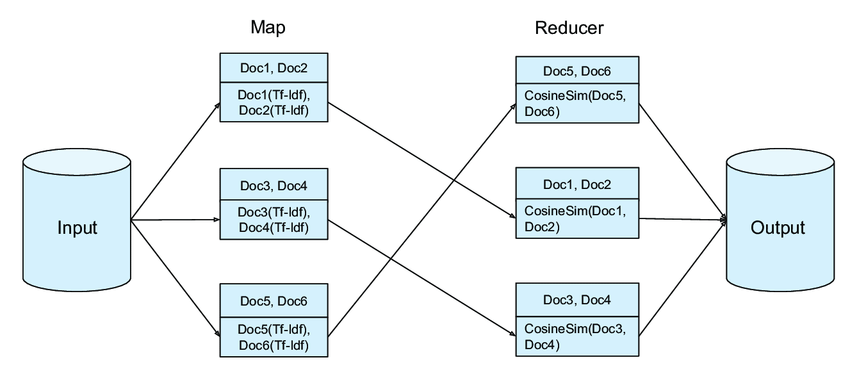 Map
Reducer
Input
Doc1, Doc2
Doc1(Tf-Idf),
Doc2(Tf-Idf)
Doc3, Doc4
Doc3(Tf-Idf),
Doc4(Tf-Idf)
Doc5, Doc6
Doc5(Tf-Idf),
Doc6(Tf-Idf)
Doc5, Doc6
CosineSim(Doc5,
Doc6)
Doc1, Doc2
CosineSim(Doc1,
Doc2)
Doc3, Doc4
CosineSim(Doc3,
Doc4)
Output